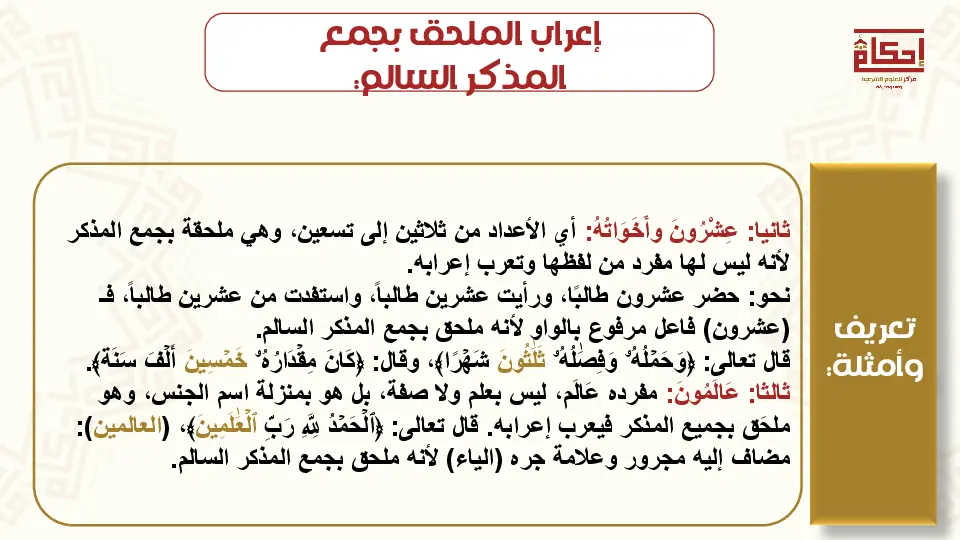 إعراب الملحق بجمع
المذكر السالم:
إحكام
مركز العلوم الشرعية
تعريف
وأمثلة:
ثانيا: عِشْرُونَ وأَخَوَاتُهُ: أي الأعداد من ثلاثين إلى تسعين، وهي ملحقة بجمع المذكر
لأنه ليس لها مفرد من لفظها وتعرب إعرابه.
نحو: حضر عشرون طالبًا، ورأيت عشرين طالباً، واستفدت من عشرين طالباً، فـ
(عشرون) فاعل مرفوع بالواو لأنه ملحق بجمع المذكر السالم.
قال تعالى: ﴿وَحَمۡلُهُۥ وَفِصَٰلُهُۥ ثَلَٰثُونَ شَهۡرًا﴾، وقال: ﴿كَانَ مِقۡدَارُهُۥ خَمۡسِينَ أَلۡفَ سَنَة﴾.
ثالثا: عَالَمُونَ: مفرده عَالَم، ليس بعلم ولا صفة، بل هو بمنزلة اسم الجنس، وهو
ملحَق بجميع المذكر فيعرب إعرابه. قال تعالى: ﴿ٱلۡحَمۡدُ لِلَّهِ رَبِّ ٱلۡعَٰلَمِينَ﴾، (العالمين):
مضاف إليه مجرور وعلامة جره (الياء) لأنه ملحق بجمع المذكر السالم.